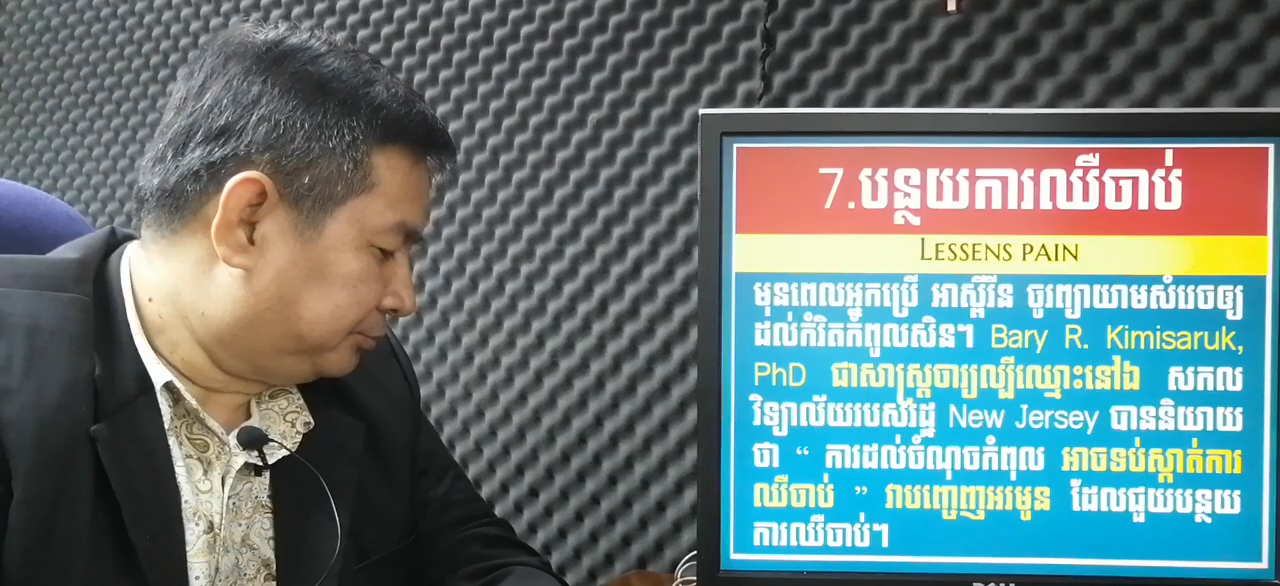 7.បន្ថយការឈឺចាប់
LESSENS PAIN
មុនពេលអ្នកប្រើ អាស្ពីរីន ចូរព្យាយាមសំរេចឲ្យ
ដល់កំរិតកំពូលសិន។ Bary R. Kimisaruk,
PhD ជាសាស្ត្រចារ្យល្បីឈ្មោះនៅឯ សកល
វិទ្យាល័យរបស់រដ្ឋ New Jersey បាននិយាយ
ថា “ ការដល់ចំណុចកំពុល អាចទប់ស្កាត់ការ
ឈឺចាប់ ” វាបញ្ចេញអរមូន ដែលជួយបន្ថយ
ការឈឺចាប់។